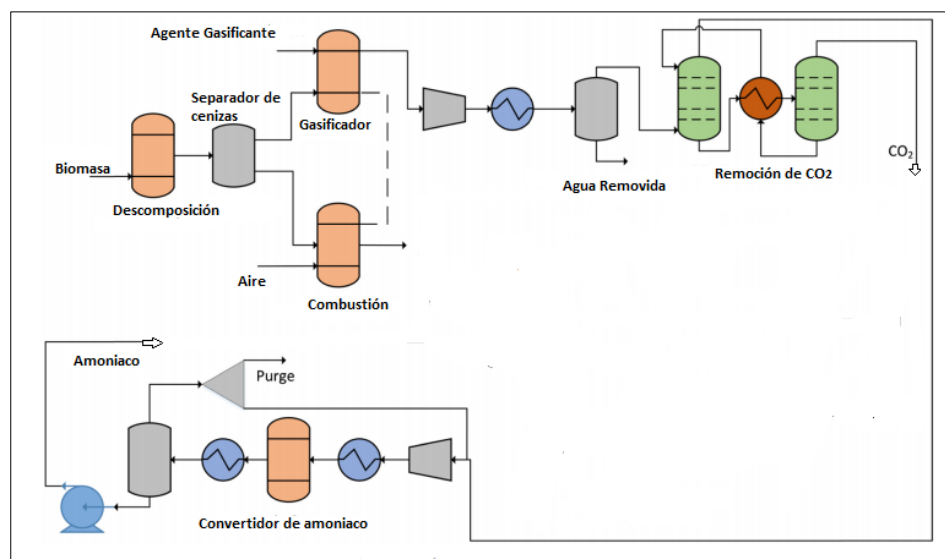 Agente Gasificante
Separador de
cenizas
Gasificador
Biomasa
Descomposición
Agua Removida
Remoción de CO2
CO₂
Aire
Combustión
Amoniaco
Purge
Convertidor de amoniaco